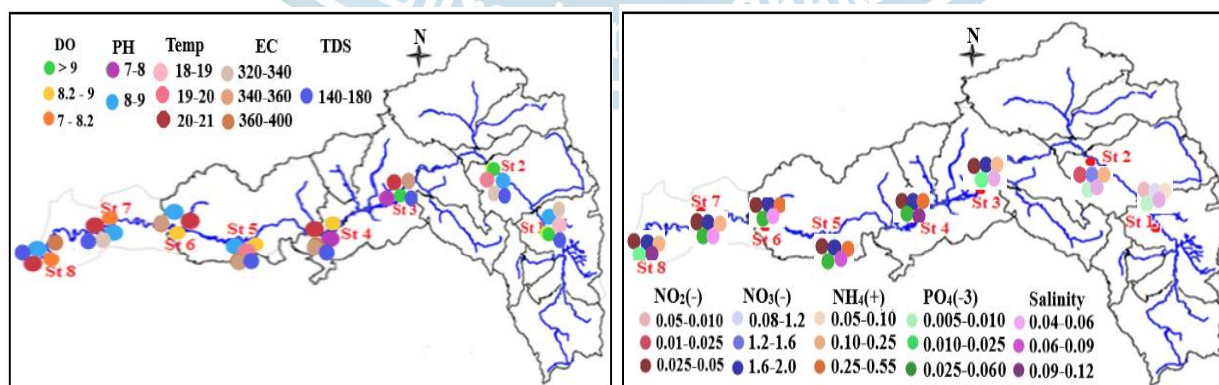 N
DO PH Temp EC TDS
> 9 7-8 18-19 320-340
8.2 - 9 8-9 19-20 340-360 140-180
7 - 8.2 20-21 360-400
St 2
St 1
St 3
St 4
St 5
St 6
St 7
St 8
N
St 2
St 1
St 3
St 4
St 5
St 6
St 7
St 8
NO₂(-) NO₃(-) NH₄(+) PO₄(-3) Salinity
0.05-0.010 0.08-1.2 0.05-0.10 0.005-0.010 0.04-0.06
0.01-0.025 1.2-1.6 0.10-0.25 0.010-0.025 0.06-0.09
0.025-0.05 1.6-2.0 0.25-0.55 0.025-0.060 0.09-0.12